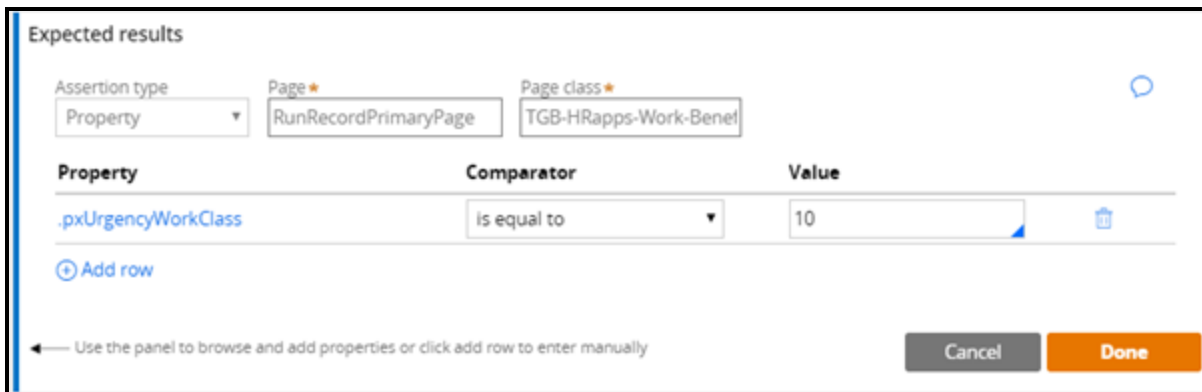 Expected results
Assertion type Page★ Page class★
Property RunRecordPrimaryPage TGB-HRapps-Work-Benef
Property Comparator Value
.pxUrgencyWorkClass is equal to 10
Add row
Use the panel to browse and add properties or click add row to enter manually
Cancel Done